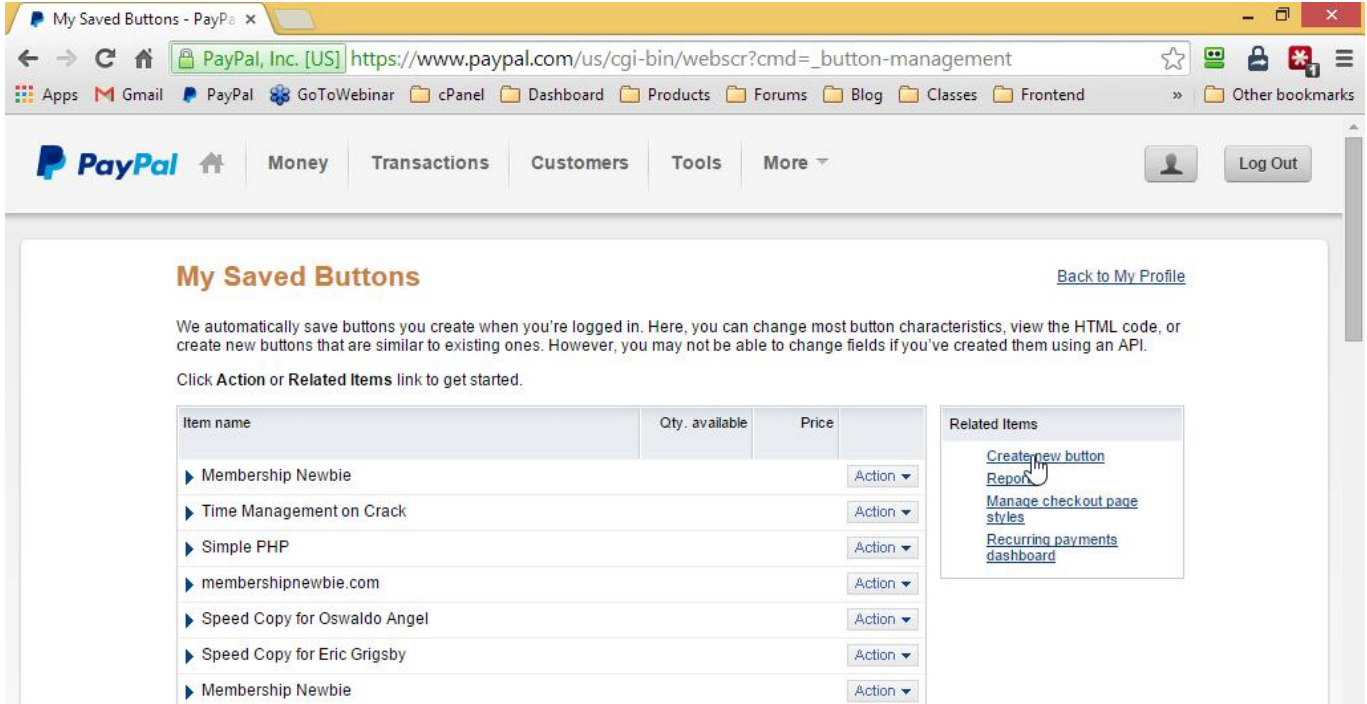 My Saved Buttons - PayPa
PayPal, Inc. [US] https://www.paypal.com/us/cgi-bin/webscr?cmd=_button-management
1
Apps Gmail PayPal GoToWebinar cPanel Dashboard Products Forums Blog Classes Frontend » Other bookmarks
PayPal Money Transactions Customers Tools More Log Out
My Saved Buttons Back to My Profile
We automatically save buttons you create when you're logged in. Here, you can change most button characteristics, view the HTML code, or
create new buttons that are similar to existing ones. However, you may not be able to change fields if you've created them using an API.
Click Action or Related Items link to get started.
Item name Qty. available Price
Related Items
Membership Newbie Action
Time Management on Crack Action
Simple PHP Action
membershipnewbie.com Action
Speed Copy for Oswaldo Angel Action
Speed Copy for Eric Grigsby Action
Membership Newbie Action
Create new button
Manage checkout page
styles
Recurring payments
dashboard